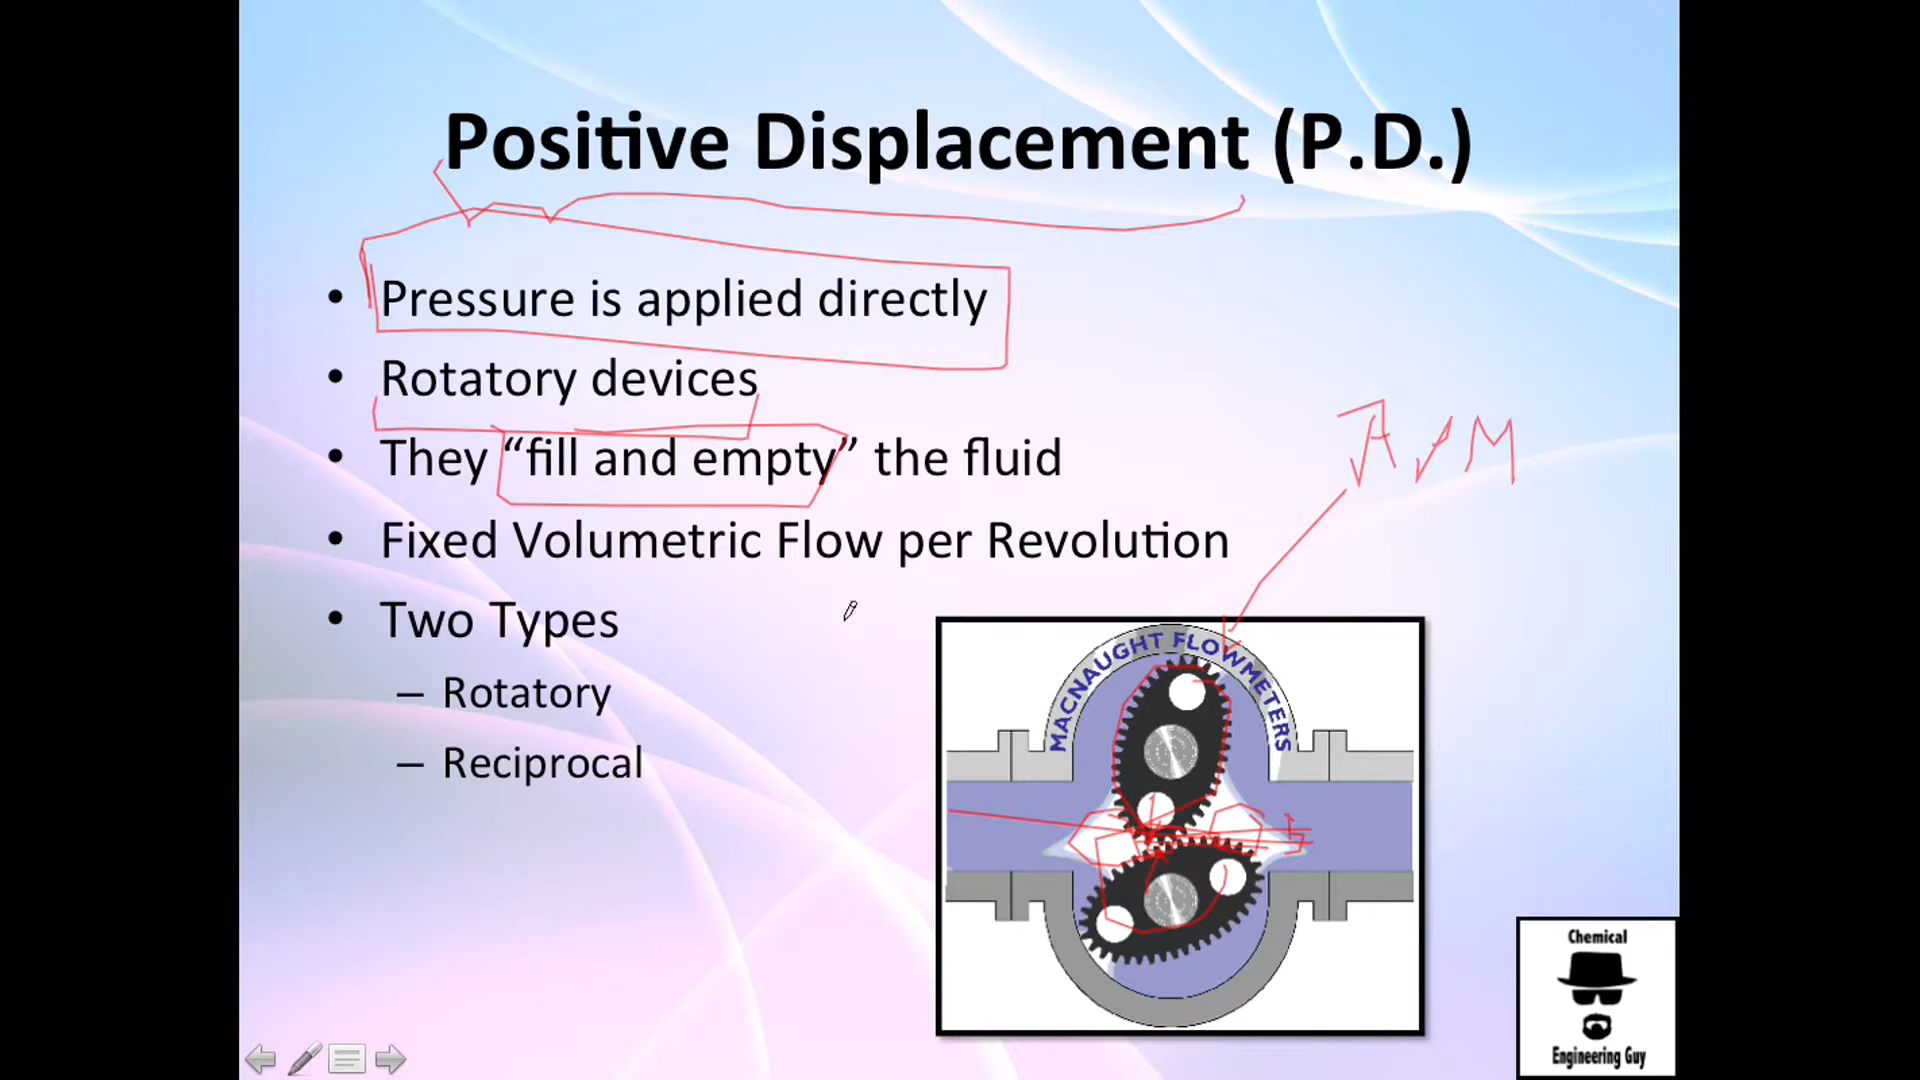 Positive Displacement (P.D.)
• Pressure is applied directly
• Rotatory devices
• They “fill and empty” the fluid
• Fixed Volumetric Flow per Revolution
• Two Types
– Rotatory
– Reciprocal
MACNAUGHT FLOWMETERS
Chemical
Engineering Guy